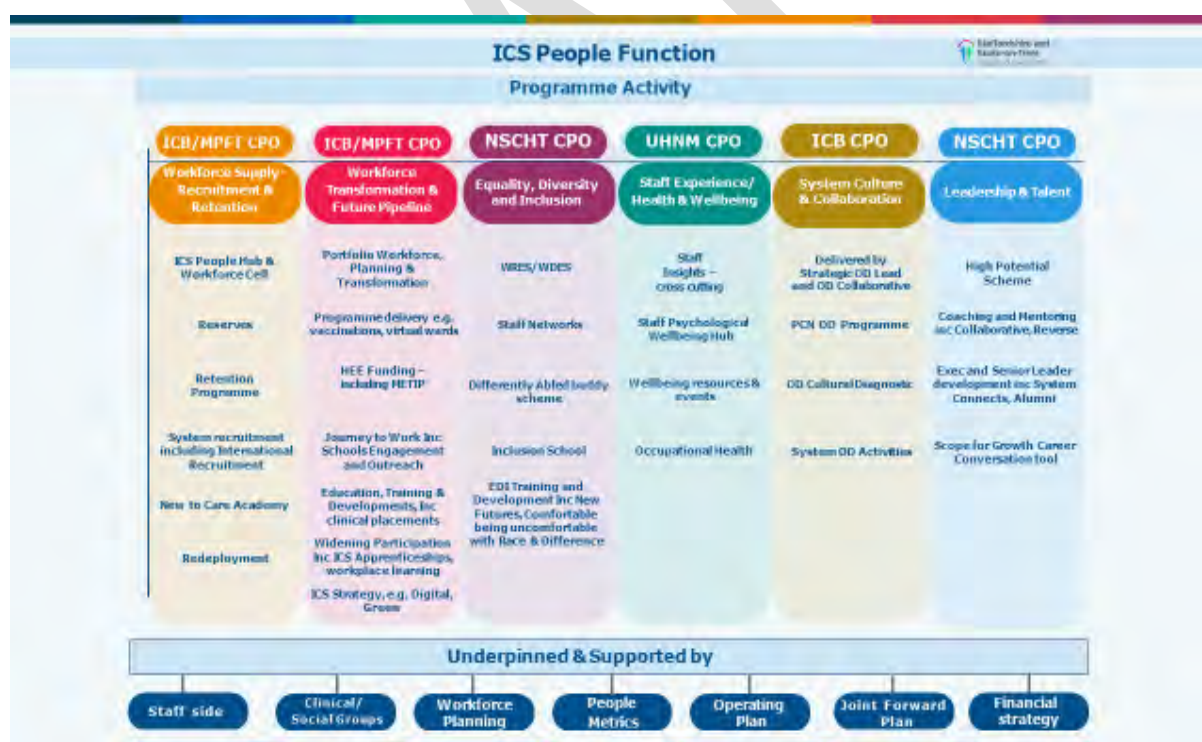 ICS People Function
Staffordshire and
Stoke-on-Trent
Programme Activity
ICB/MPFT CPO
Workforce Supply-
Recruitment &
Retention
ICS People Hub &
Workforce Cell
Reserves
Retention
Programme
System recruitment
including International
Recruitment
New to Care Academy
Redeployment
ICB/MPFT CPO
Workforce
Transformation &
Future Pipeline
Portfolio Workforce,
Planning &
Transformation
Programme delivery e.g.
vaccinations, virtual wards
HEE Funding –
including METIP
Journey to Work Inc
Schools Engagement
and Outreach
Education, Training &
Developments, Inc
clinical placements
Widening Participation
Inc ICS Apprenticeships,
workplace learning
ICS Strategy, e.g. Digital,
Green
NSCHT CPO
Equality, Diversity
and Inclusion
WRES/WDES
Staff Networks
Differently Abled buddy
scheme
Inclusion School
EDI Training and
Development Inc New
Futures, Comfortable
being uncomfortable
with Race & Difference
UHNM CPO
Staff Experience/
Health & Wellbeing
Staff
Insights –
cross cutting
Staff Psychological
Wellbeing Hub
Wellbeing resources &
events
Occupational Health
ICB CPO
System Culture
& Collaboration
Delivered by
Strategic OD Lead
and OD Collaborative
PCN OD Programme
OD Cultural Diagnostic
System OD Activities
NSCHT CPO
Leadership & Talent
High Potential
Scheme
Coaching and Mentoring
inc Collaborative, Reverse
Exec and Senior Leader
development inc System
Connects, Alumni
Scope for Growth Career
Conversation tool
Underpinned & Supported by
Staff side
Clinical/
Social Groups
Workforce
Planning
People
Metrics
Operating
Plan
Joint Forward
Plan
Financial
strategy